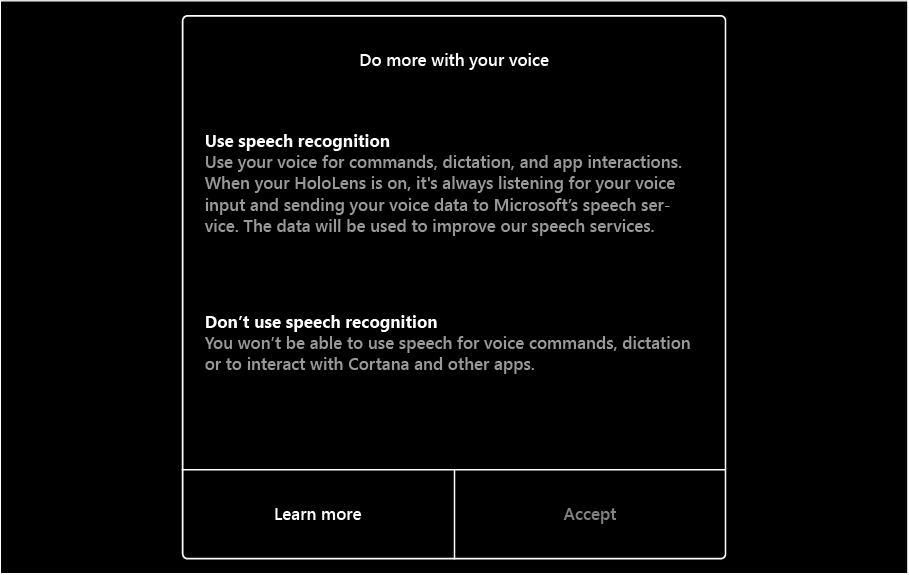 Do more with your voice
Use speech recognition
Use your voice for commands, dictation, and app interactions.
When your HoloLens is on, it's always listening for your voice
input and sending your voice data to Microsoft’s speech ser-
vice. The data will be used to improve our speech services.
Don’t use speech recognition
You won’t be able to use speech for voice commands, dictation
or to interact with Cortana and other apps.
Learn more
Accept